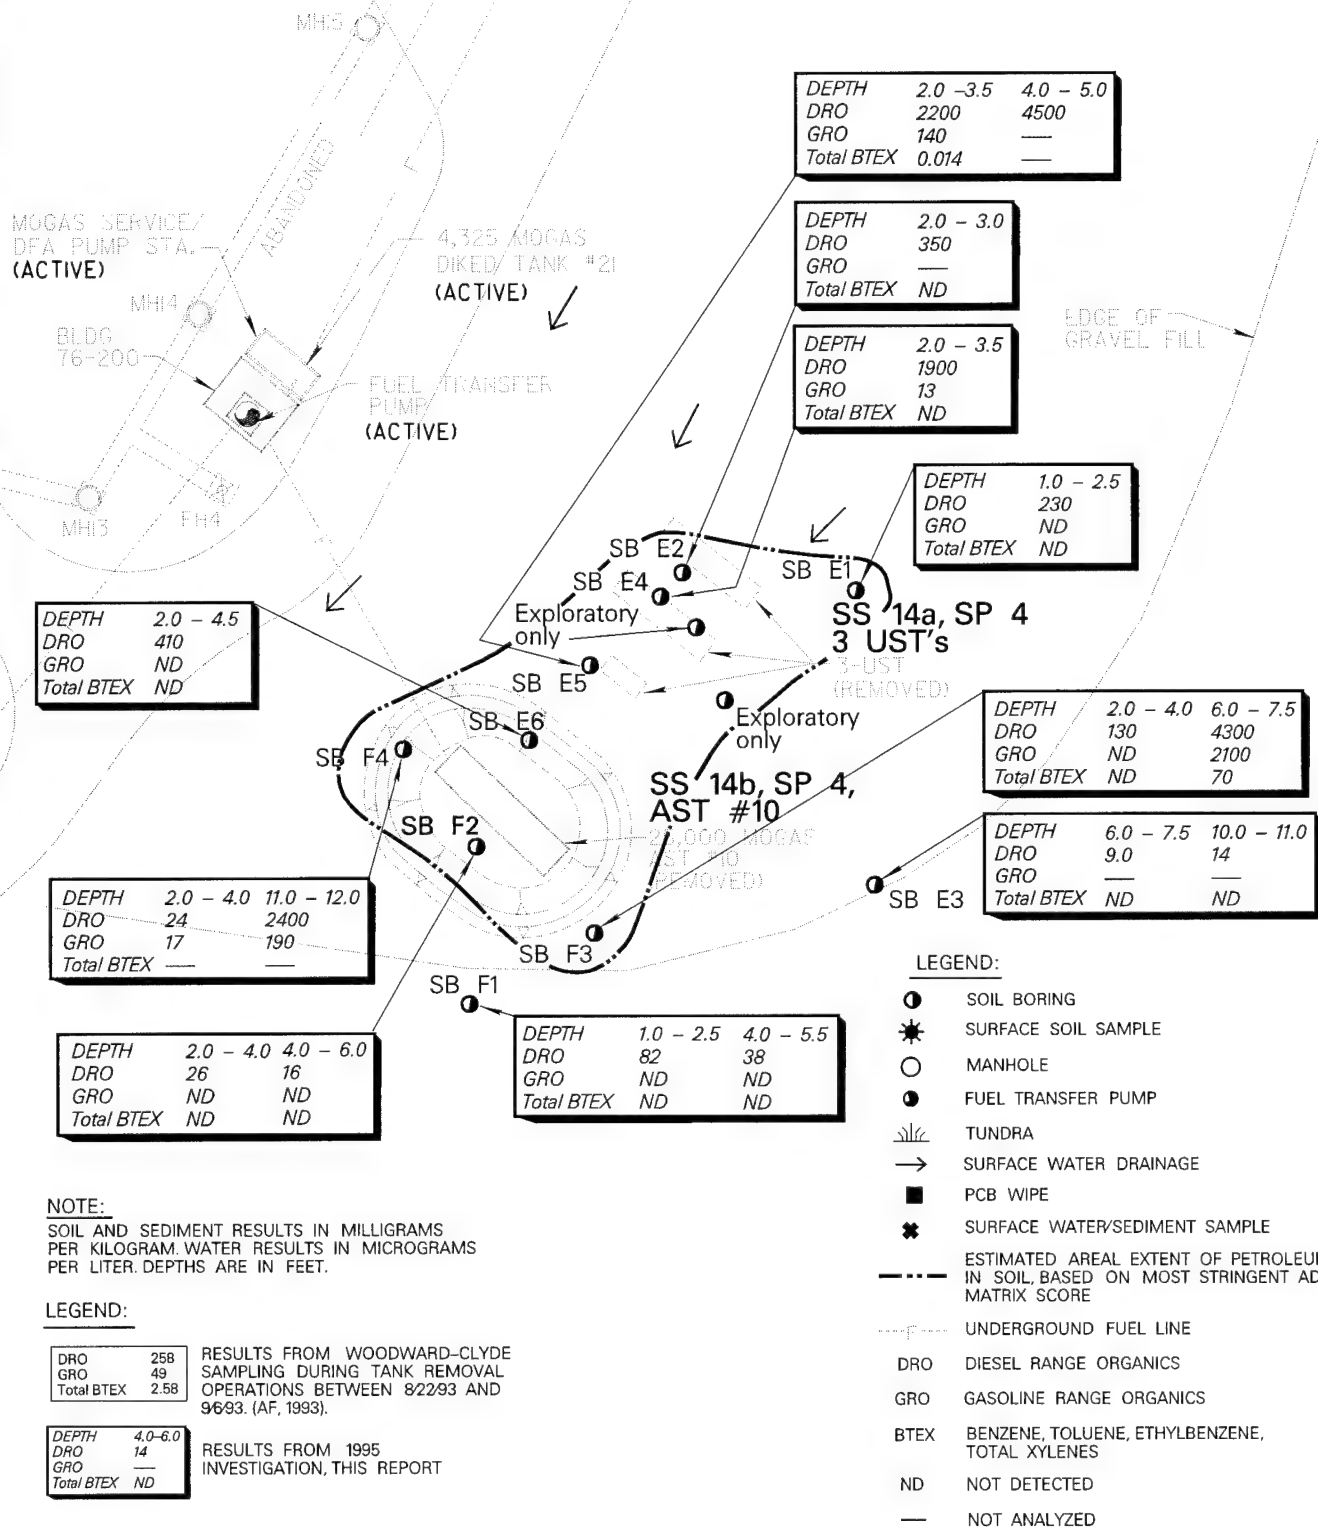 MH15
ABANDONED
MOGAS SERVICE/
DFA PUMP STA.
(ACTIVE)
4,325 MOGAS
DIKED TANK #21
(ACTIVE)
MH14
BLDG
76-200
FUEL TRANSFER
PUMP
(ACTIVE)
MH13
FH4
EDGE OF
GRAVEL FILL
DEPTH 2.0 -3.5 4.0 - 5.0
DRO 2200 4500
GRO 140 —
Total BTEX 0.014 —
DEPTH 2.0 - 3.0
DRO 350
GRO —
Total BTEX ND
DEPTH 2.0 - 3.5
DRO 1900
GRO 13
Total BTEX ND
DEPTH 1.0 - 2.5
DRO 230
GRO ND
Total BTEX ND
SB E2
SB E1
SB E4
Exploratory
only
SS 14a, SP 4
3 UST's
3-UST
(REMOVED)
SB E5
DEPTH 2.0 - 4.5
DRO 410
GRO ND
Total BTEX ND
SB E6
Exploratory
only
SB F4
SS 14b, SP 4,
AST #10
SB F2
25,000 MOGAS
AST #10
(REMOVED)
DEPTH 2.0 - 4.0 6.0 - 7.5
DRO 130 4300
GRO ND 2100
Total BTEX ND 70
DEPTH 6.0 - 7.5 10.0 - 11.0
DRO 9.0 14
GRO — —
Total BTEX ND ND
SB E3
DEPTH 2.0 - 4.0 11.0 - 12.0
DRO 24 2400
GRO 17 190
Total BTEX — —
SB F3
SB F1
DEPTH 2.0 - 4.0 4.0 - 6.0
DRO 26 16
GRO ND ND
Total BTEX ND ND
DEPTH 1.0 - 2.5 4.0 - 5.5
DRO 82 38
GRO ND ND
Total BTEX ND ND
LEGEND:
SOIL BORING
SURFACE SOIL SAMPLE
MANHOLE
FUEL TRANSFER PUMP
TUNDRA
SURFACE WATER DRAINAGE
PCB WIPE
SURFACE WATER/SEDIMENT SAMPLE
ESTIMATED AREAL EXTENT OF PETROLEU
IN SOIL, BASED ON MOST STRINGENT AD
MATRIX SCORE
F UNDERGROUND FUEL LINE
DRO DIESEL RANGE ORGANICS
GRO GASOLINE RANGE ORGANICS
BTEX BENZENE, TOLUENE, ETHYLBENZENE,
TOTAL XYLENES
ND NOT DETECTED
— NOT ANALYZED
NOTE:
SOIL AND SEDIMENT RESULTS IN MILLIGRAMS
PER KILOGRAM. WATER RESULTS IN MICROGRAMS
PER LITER. DEPTHS ARE IN FEET.
LEGEND:
DRO 258
GRO 49
Total BTEX 2.58
RESULTS FROM WOODWARD-CLYDE
SAMPLING DURING TANK REMOVAL
OPERATIONS BETWEEN 8/22/93 AND
9/6/93. (AF, 1993).
DEPTH 4.0-6.0
DRO 14
GRO —
Total BTEX ND
RESULTS FROM 1995
INVESTIGATION, THIS REPORT